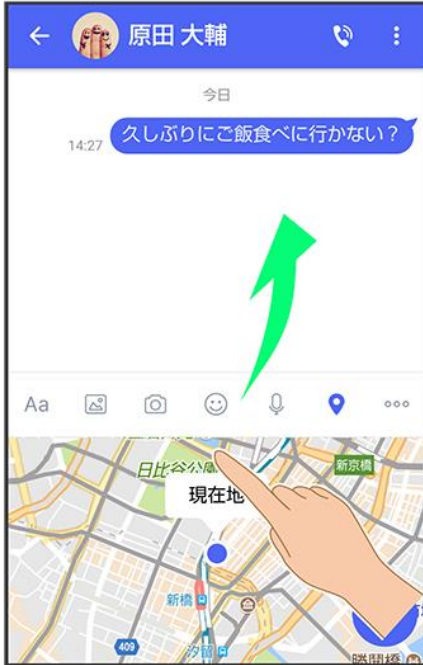 原田 大輔
今日
14:27
久しぶりにご飯食べに行かない？
Aa
日比谷公園
新京橋
現在地
新橋
409
汐留
勝鬨橋